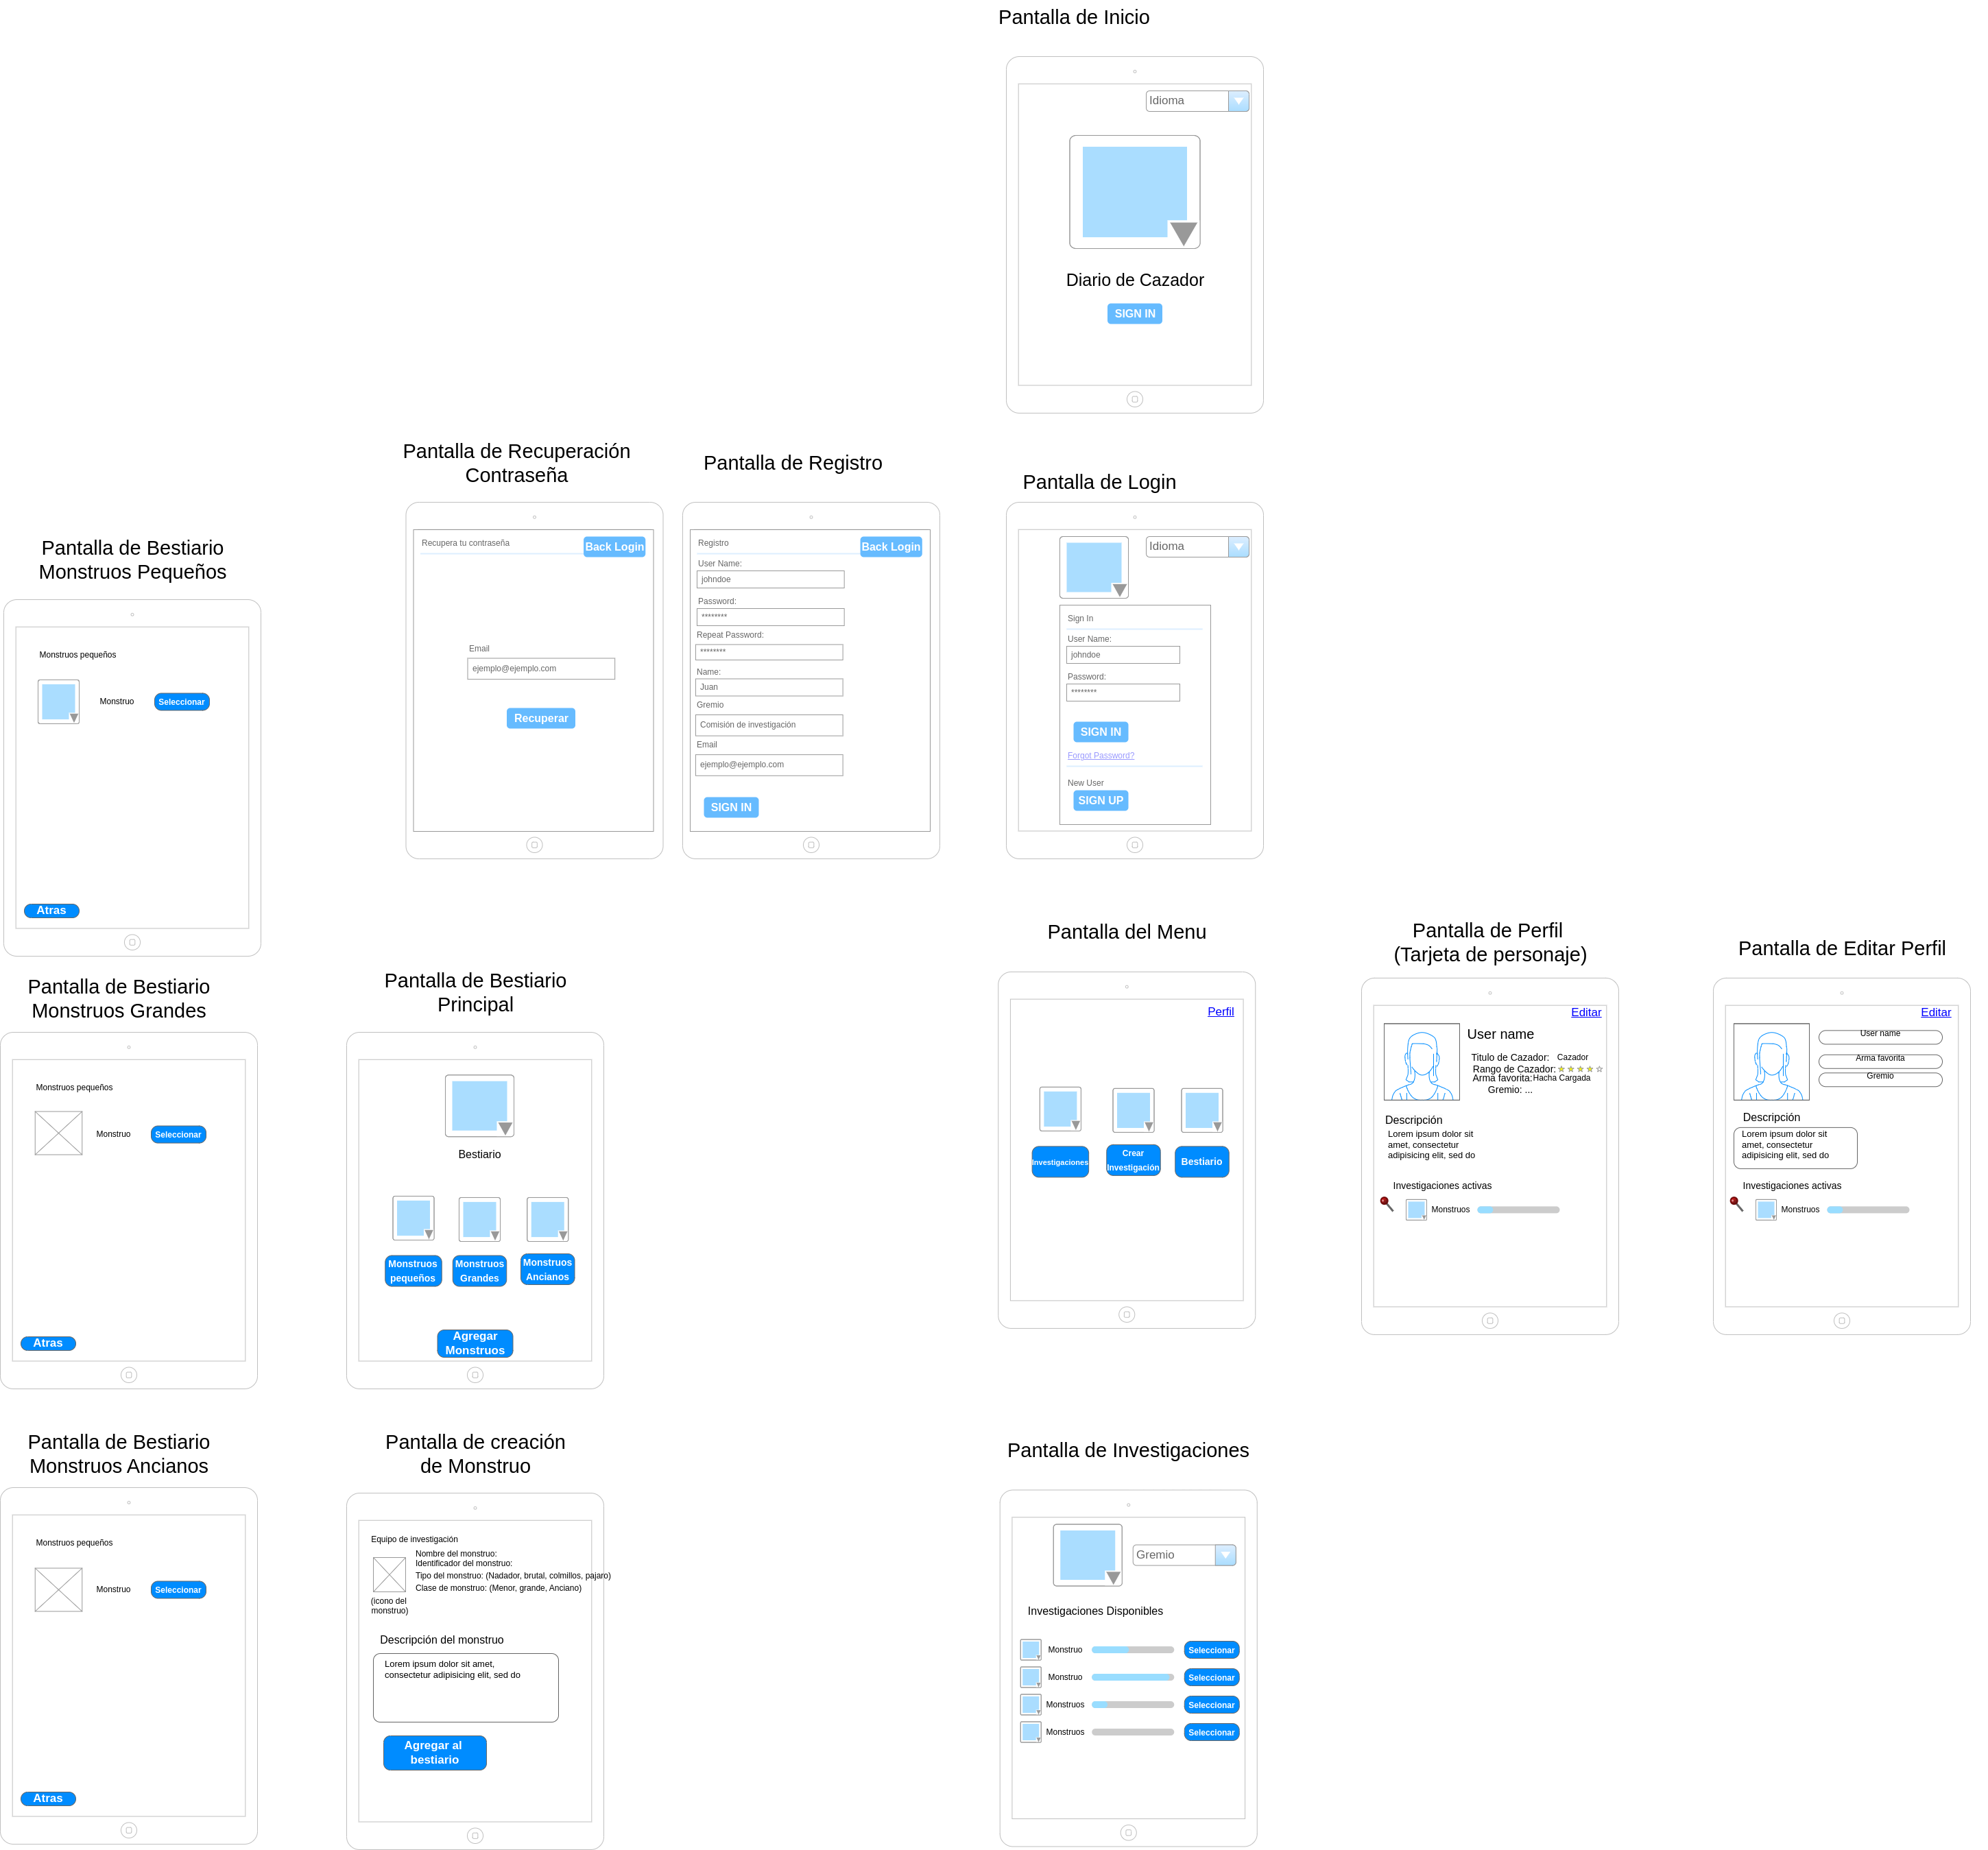 Pantalla de Inicio
Idioma
Diario de Cazador
SIGN IN
Pantalla de Recuperación
Contraseña
Recupera tu contraseña
Back Login
Email
ejemplo@ejemplo.com
Recuperar
Pantalla de Registro
Registro
Back Login
User Name:
johndoe
Password:
********
Repeat Password:
********
Name:
Juan
Gremio
Comisión de investigación
Email
ejemplo@ejemplo.com
SIGN IN
Pantalla de Login
Idioma
Sign In
User Name:
johndoe
Password:
********
SIGN IN
Forgot Password?
New User
SIGN UP
Pantalla de Bestiario
Monstruos Pequeños
Monstruos pequeños
Monstruo
Seleccionar
Atras
Pantalla del Menu
Perfil
Investigaciones
Crear
Investigación
Bestiario
Pantalla de Perfil
(Tarjeta de personaje)
Editar
User name
Titulo de Cazador: Cazador
Rango de Cazador:
Arma favorita: Hacha Cargada
Gremio: ...
Descripción
Lorem ipsum dolor sit
amet, consectetur
adipisicing elit, sed do
Investigaciones activas
Monstruos
Pantalla de Editar Perfil
Editar
User name
Arma favorita
Gremio
Descripción
Lorem ipsum dolor sit
amet, consectetur
adipisicing elit, sed do
Investigaciones activas
Monstruos
Pantalla de Bestiario
Monstruos Grandes
Monstruos pequeños
Monstruo
Seleccionar
Atras
Pantalla de Bestiario
Principal
Bestiario
Monstruos
pequeños
Monstruos
Grandes
Monstruos
Ancianos
Agregar
Monstruos
Pantalla de Bestiario
Monstruos Ancianos
Monstruos pequeños
Monstruo
Seleccionar
Atras
Pantalla de creación
de Monstruo
Equipo de investigación
Nombre del monstruo:
Identificador del monstruo:
Tipo del monstruo: (Nadador, brutal, colmillos, pajaro)
Clase de monstruo: (Menor, grande, Anciano)
(icono del
monstruo)
Descripción del monstruo
Lorem ipsum dolor sit amet,
consectetur adipisicing elit, sed do
Agregar al
bestiario
Pantalla de Investigaciones
Gremio
Investigaciones Disponibles
Monstruo
Seleccionar
Monstruo
Seleccionar
Monstruos
Seleccionar
Monstruos
Seleccionar